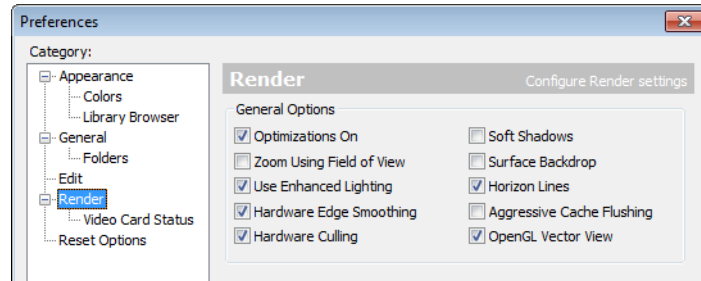 Preferences
Category:
Appearance
Colors
Library Browser
General
Folders
Edit
Render
Video Card Status
Reset Options
Render Configure Render settings
General Options
Optimizations On Soft Shadows
Zoom Using Field of View Surface Backdrop
Use Enhanced Lighting Horizon Lines
Hardware Edge Smoothing Aggressive Cache Flushing
Hardware Culling OpenGL Vector View